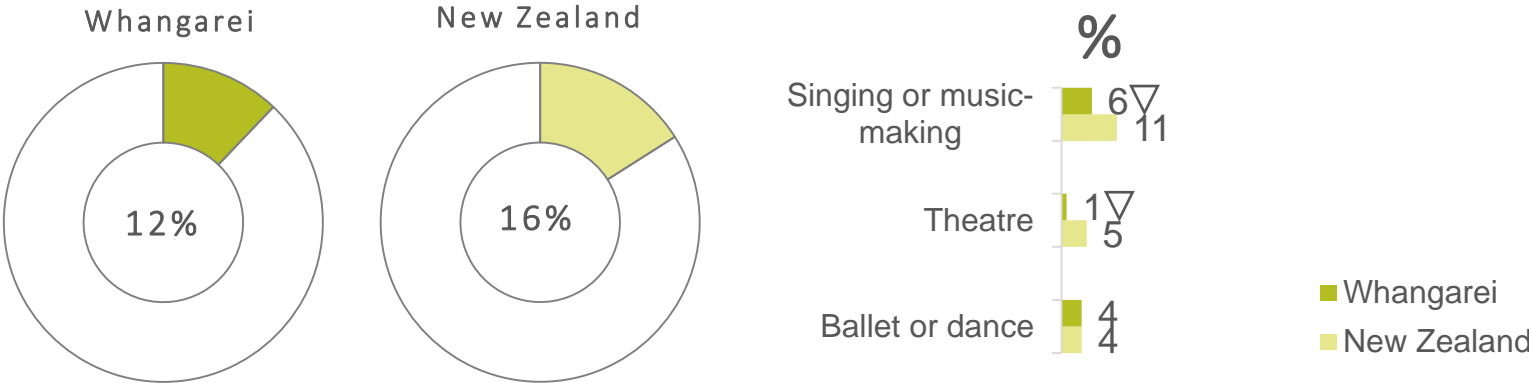 Whangarei
New Zealand
12%
16%
%
Singing or music-
making
6▽
11
Theatre
1▽
5
Ballet or dance
4
4
Whangarei
New Zealand